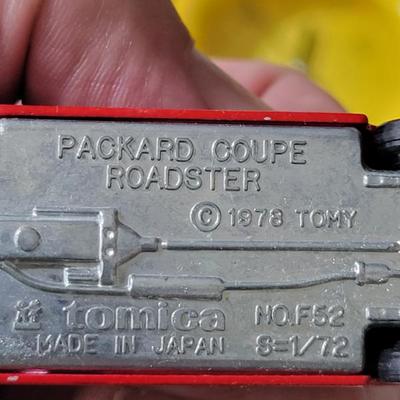 PACKARD COUPE
ROADSTER
© 1978 TOMY
tomica NO.F52
MADE IN JAPAN S=1/72